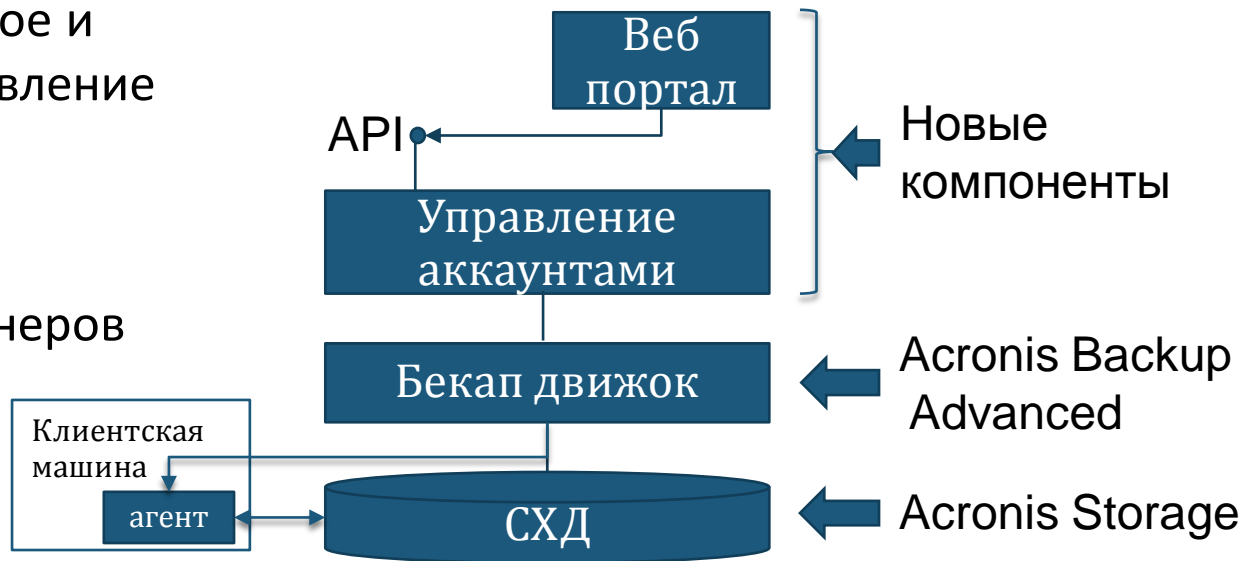 ое и
вление
неров
Веб
портал
API
Управление
аккаунтами
Бекап движок
СХД
Клиентская
машина
агент
Новые
компоненты
Acronis Backup
Advanced
Acronis Storage